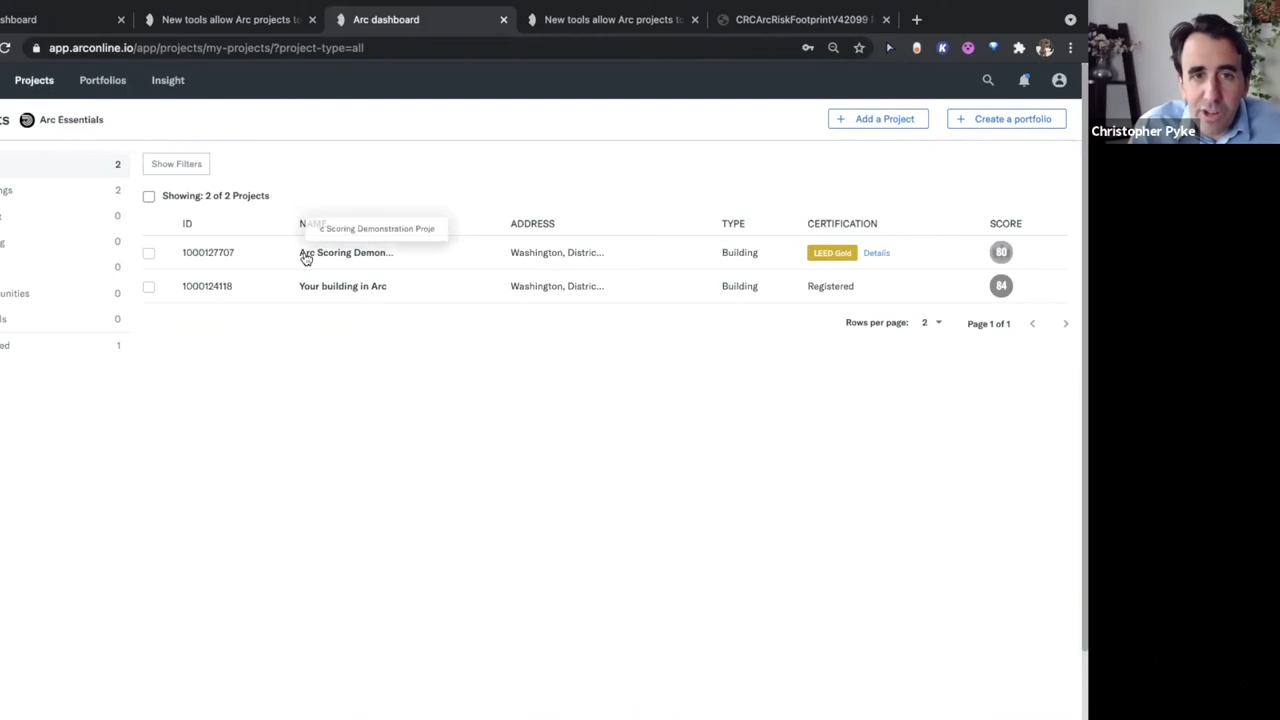 shboard
New tools allow Arc projects to
Arc dashboard
New tools allow Arc projects to
CRCArcRiskFootprintV42099
app.arconline.io/app/projects/my-projects/?project-type=all
Projects Portfolios Insight
Arc Essentials
+ Add a Project
+ Create a portfolio
2
Show Filters
ngs 2
Showing: 2 of 2 Projects
0
ID NAME ADDRESS TYPE CERTIFICATION SCORE
c Scoring Demonstration Proje
0
1000127707 Arc Scoring Demon... Washington, Distric... Building LEED Gold Details 80
0
1000124118 Your building in Arc Washington, Distric... Building Registered 84
unities 0
ls 0
Rows per page: 2 Page 1 of 1
ed 1
Christopher Pyke